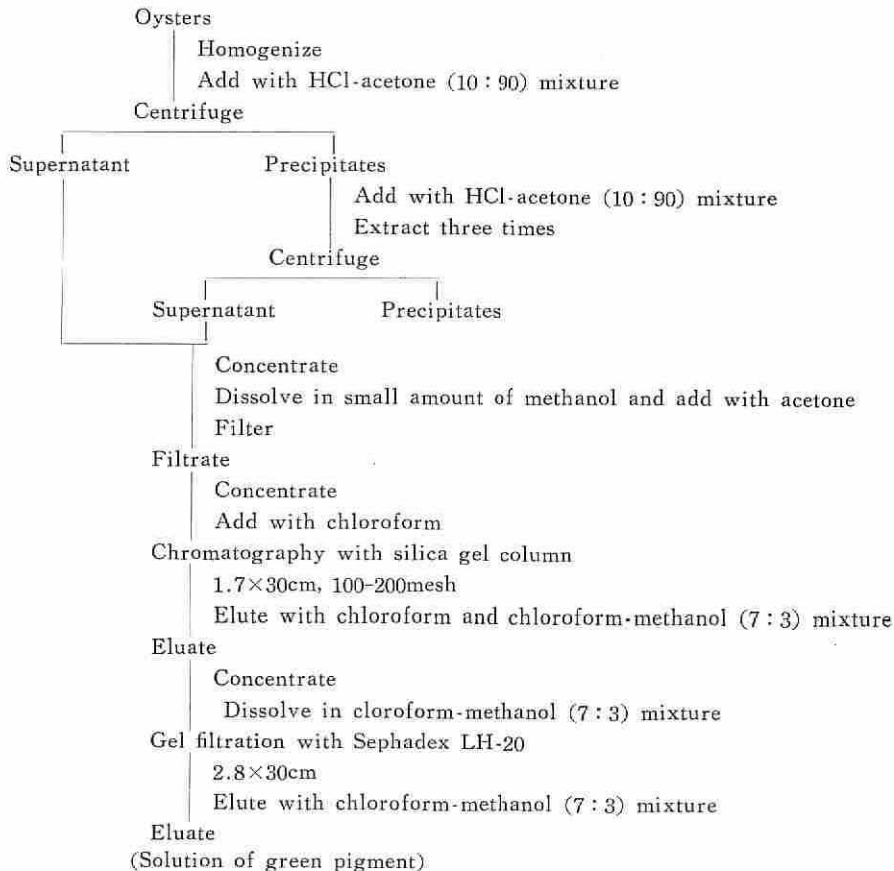 Oysters
Homogenize
Add with HCl-acetone (10 : 90) mixture
Centrifuge
Supernatant Precipitates
Add with HCl-acetone (10 : 90) mixture
Extract three times
Centrifuge
Supernatant Precipitates
Concentrate
Dissolve in small amount of methanol and add with acetone
Filter
Filtrate
Concentrate
Add with chloroform
Chromatography with silica gel column
1.7×30cm, 100-200mesh
Elute with chloroform and chloroform-methanol (7 : 3) mixture
Eluate
Concentrate
Dissolve in cloroform-methanol (7 : 3) mixture
Gel filtration with Sephadex LH-20
2.8×30cm
Elute with chloroform-methanol (7 : 3) mixture
Eluate
(Solution of green pigment)